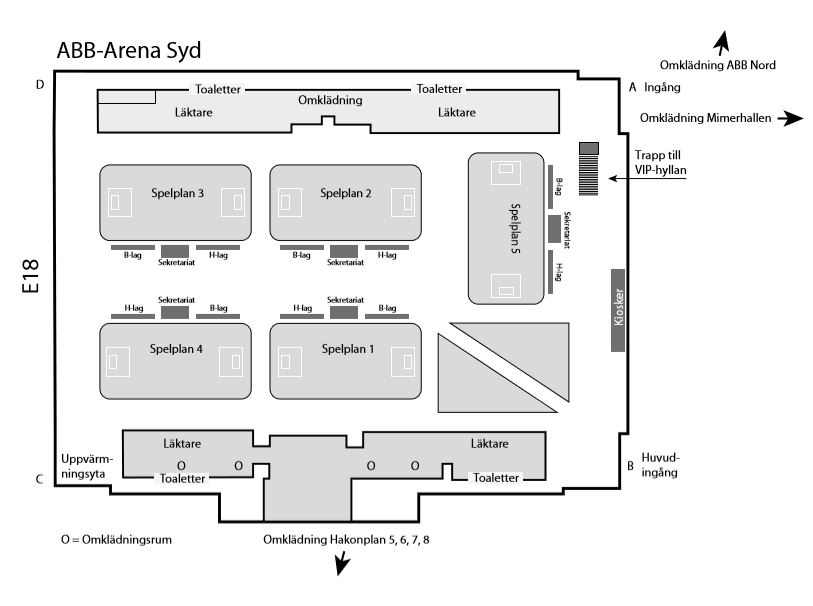 ABB-Arena Syd
Omklädning ABB Nord
D
Toaletter
Toaletter
A Ingång
Läktare
Omklädning
Läktare
Omklädning Mimerhallen
Trapp till
VIP-hyllan
Spelplan 3
Spelplan 2
Spelplan 5
B-lag
Sekretariat
H-lag
B-lag
Sekretariat
H-lag
B-lag
Sekretariat
H-lag
E18
Kiosker
H-lag
Sekretariat
B-lag
H-lag
Sekretariat
B-lag
Spelplan 4
Spelplan 1
Läktare
Läktare
Uppvärm-
ningsyta
O
O
O
O
B
Huvud-
ingång
C
Toaletter
Toaletter
O = Omklädningsrum
Omklädning Hakonplan 5, 6, 7, 8